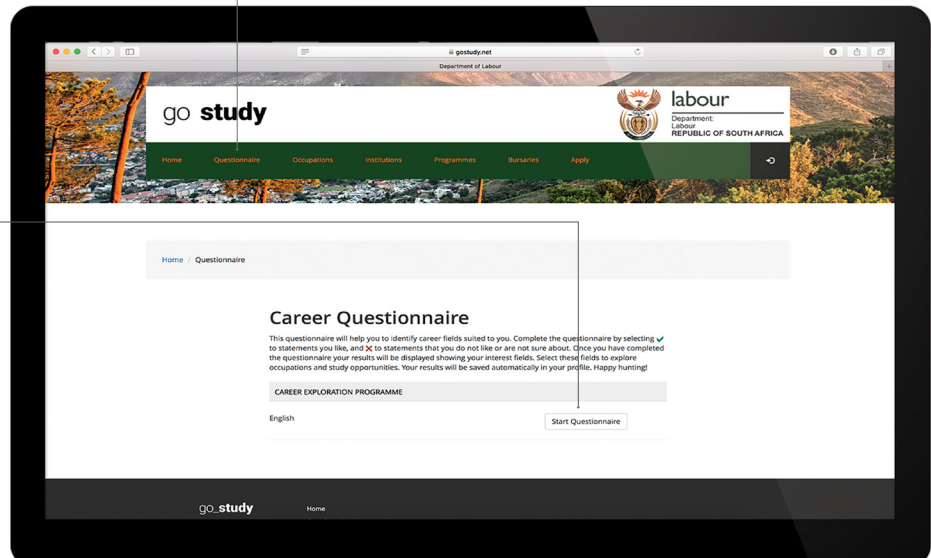 gostudy.net
Department of Labour
go study
labour
Department:
Labour
REPUBLIC OF SOUTH AFRICA
Home Questionnaire Occupations Institutions Programmes Bursaries Apply
Home / Questionnaire
Career Questionnaire
This questionnaire will help you to identify career fields suited to you. Complete the questionnaire by selecting ✔
to statements you like, and ✘ to statements that you do not like or are not sure about. Once you have completed
the questionnaire your results will be displayed showing your interest fields. Select these fields to explore
occupations and study opportunities. Your results will be saved automatically in your profile. Happy hunting!
CAREER EXPLORATION PROGRAMME
English Start Questionnaire
go_study Home